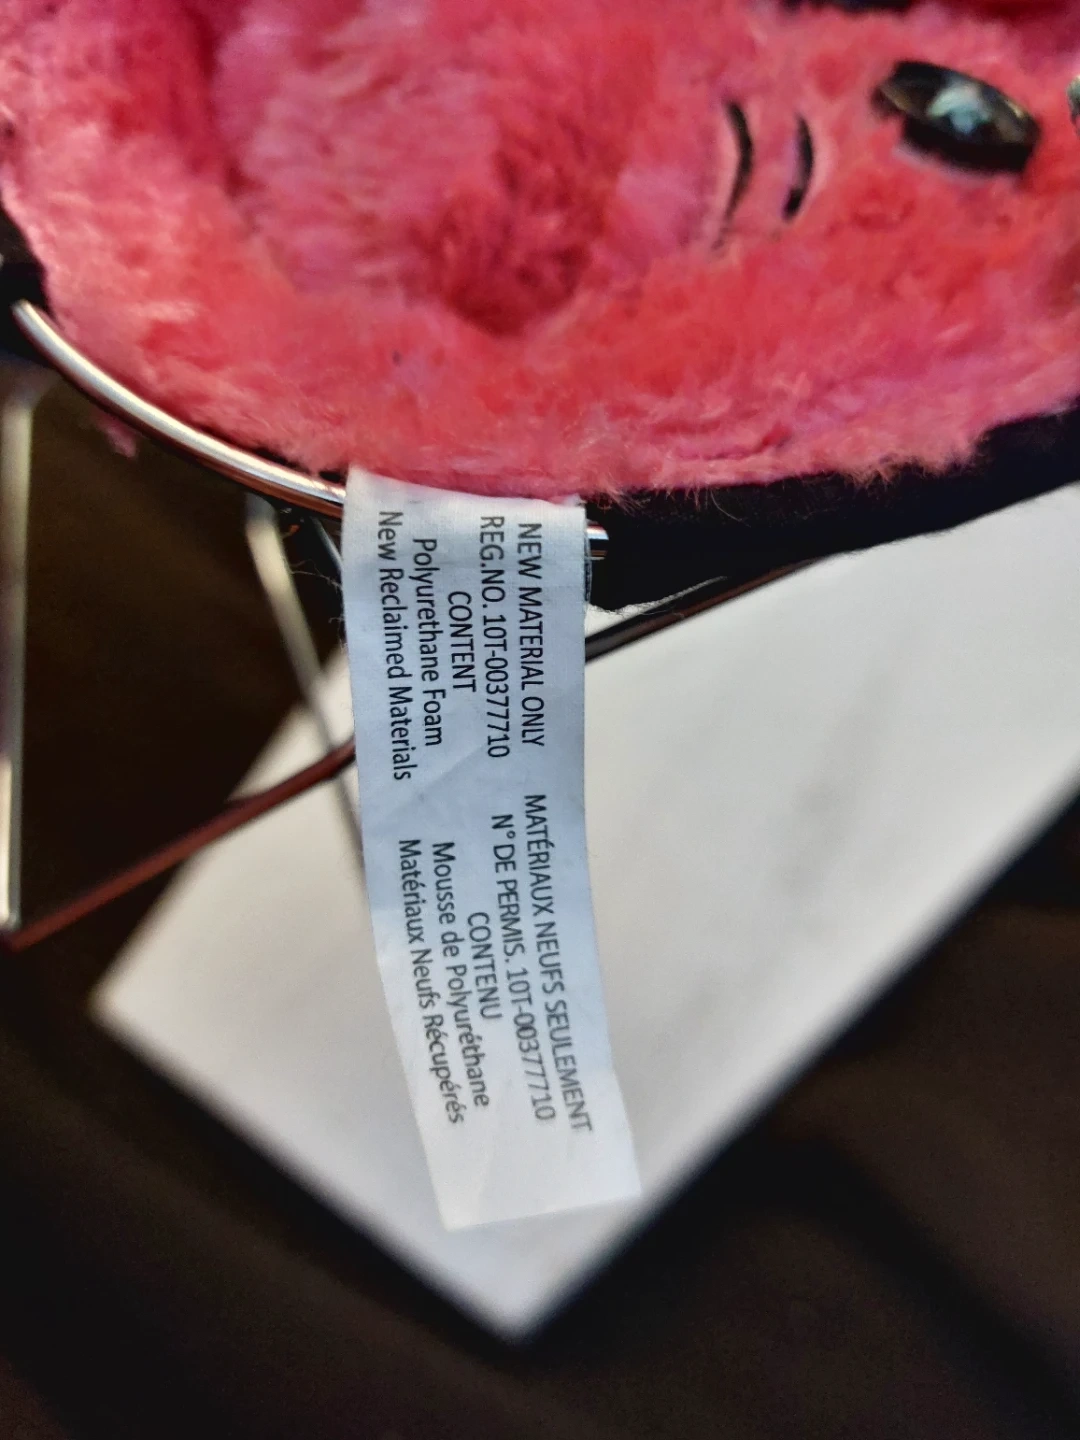 NEW MATERIAL ONLY
REG.NO. 10T-00377710
CONTENT
Polyurethane Foam
New Reclaimed Materials
MATÉRIAUX NEUFS SEULEMENT
N° DE PERMIS. 10T-00377710
CONTENU
Mousse de Polyuréthane
Matériaux Neufs Récupérés